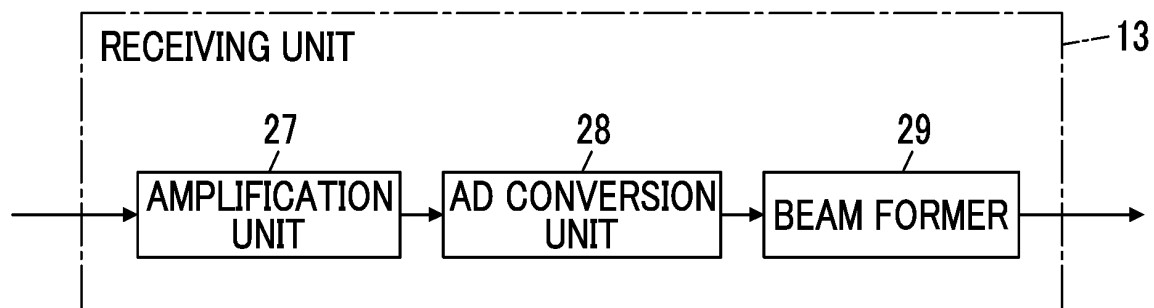 RECEIVING UNIT
13
27
28
29
AMPLIFICATION
UNIT
AD CONVERSION
UNIT
BEAM FORMER